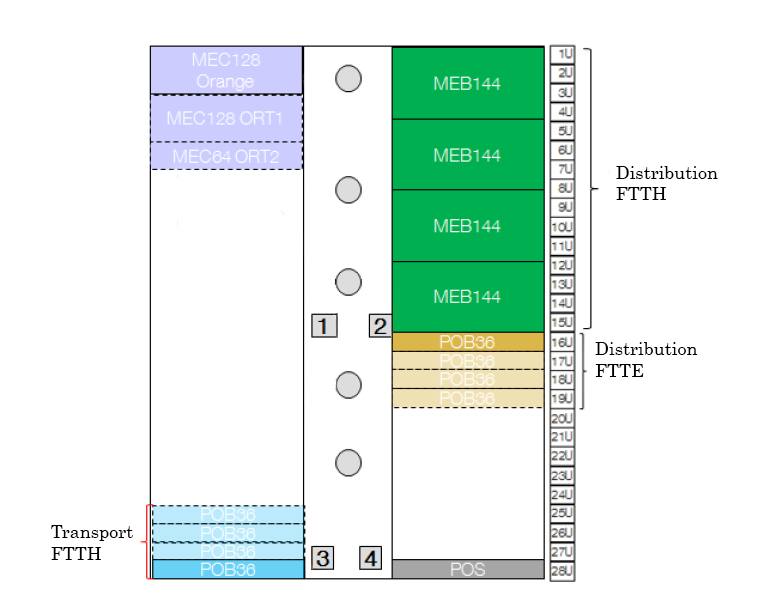 MEC128
Orange
MEC128 ORT1
MEC64 ORT2
MEB144
MEB144
MEB144
MEB144
POB36
POB36
POB36
POB36
1
2
1U
2U
3U
4U
5U
6U
7U
8U
9U
10U
11U
12U
13U
14U
15U
16U
17U
18U
19U
20U
21U
22U
23U
24U
25U
26U
27U
28U
Distribution
FTTH
Distribution
FTTE
Transport
FTTH
POB36
POB36
POB36
POB36
3
4
POS